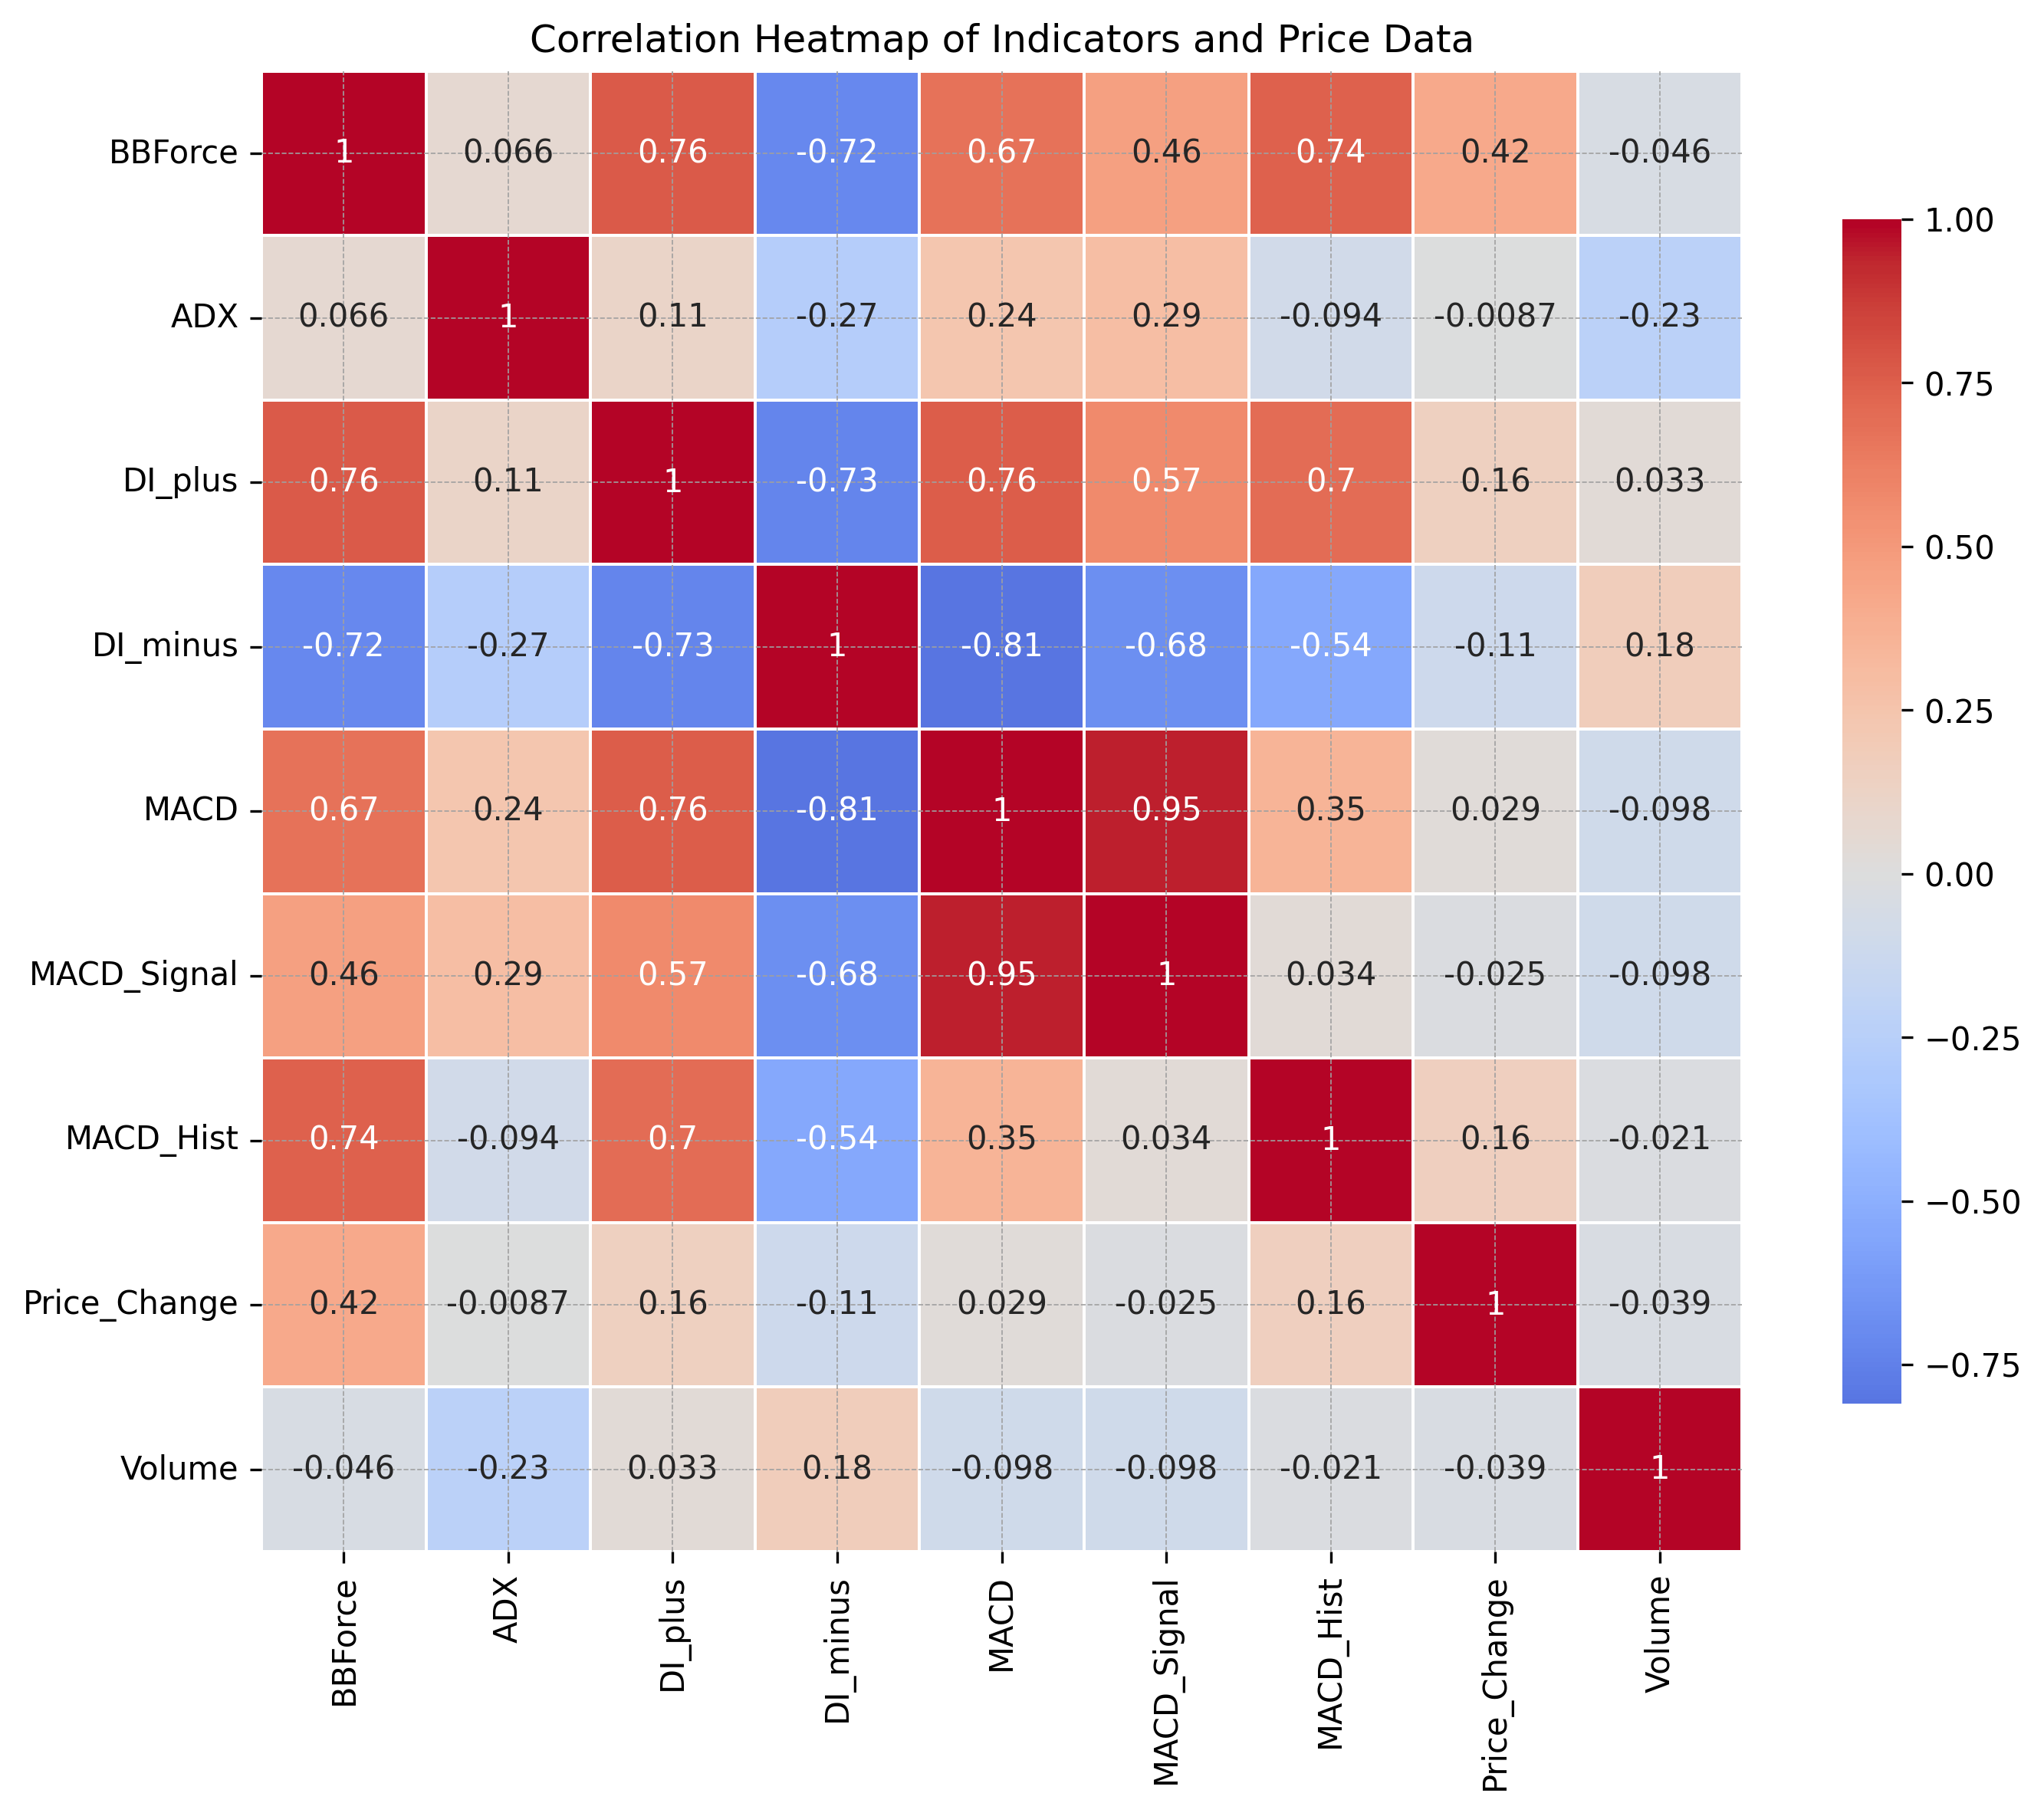 Correlation Heatmap of Indicators and Price Data
BBForce 1 0.066 0.76 -0.72 0.67 0.46 0.74 0.42 -0.046
ADX 0.066 1 0.11 -0.27 0.24 0.29 -0.094 -0.0087 -0.23
DI_plus 0.76 0.11 1 -0.73 0.76 0.57 0.7 0.16 0.033
DI_minus -0.72 -0.27 -0.73 1 -0.81 -0.68 -0.54 -0.11 0.18
MACD 0.67 0.24 0.76 -0.81 1 0.95 0.35 0.029 -0.098
MACD_Signal 0.46 0.29 0.57 -0.68 0.95 1 0.034 -0.025 -0.098
MACD_Hist 0.74 -0.094 0.7 -0.54 0.35 0.034 1 0.16 -0.021
Price_Change 0.42 -0.0087 0.16 -0.11 0.029 -0.025 0.16 1 -0.039
Volume -0.046 -0.23 0.033 0.18 -0.098 -0.098 -0.021 -0.039 1
BBForce ADX DI_plus DI_minus MACD MACD_Signal MACD_Hist Price_Change Volume
1.00
0.75
0.50
0.25
0.00
−0.25
−0.50
−0.75